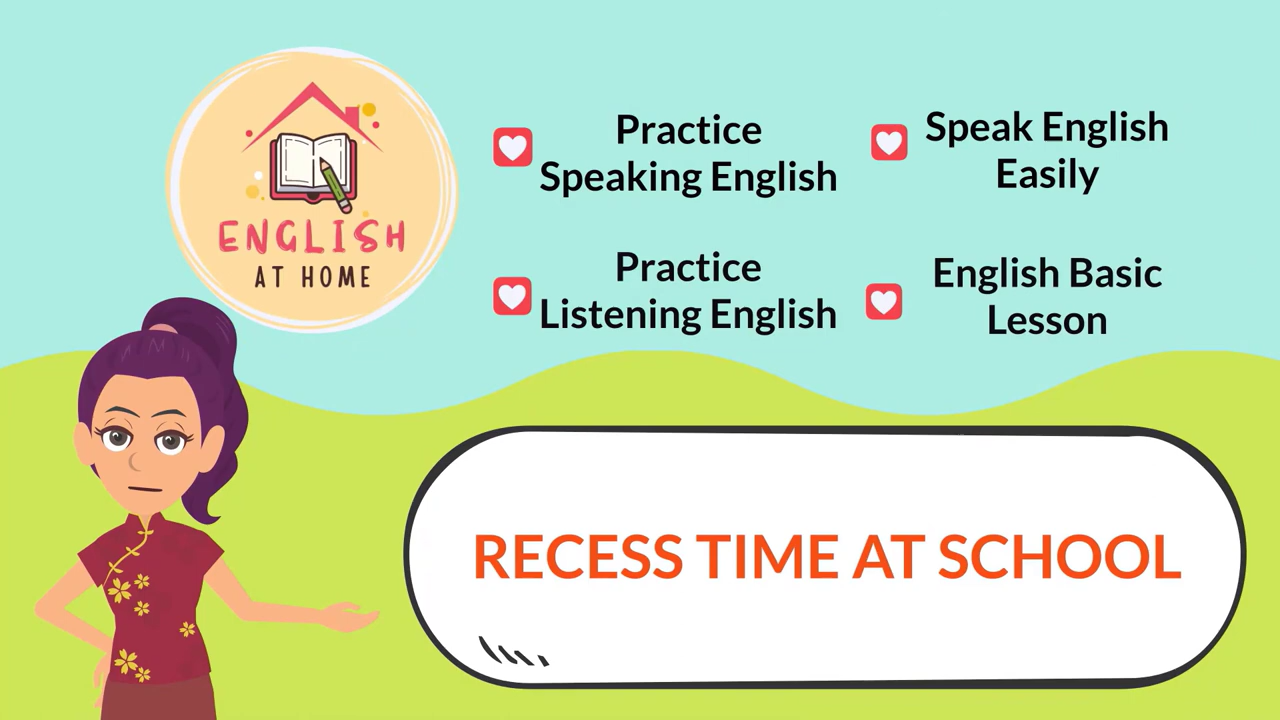 ENGLISH
AT HOME
Practice
Speaking English
Speak English
Easily
Practice
Listening English
English Basic
Lesson
RECESS TIME AT SCHOOL